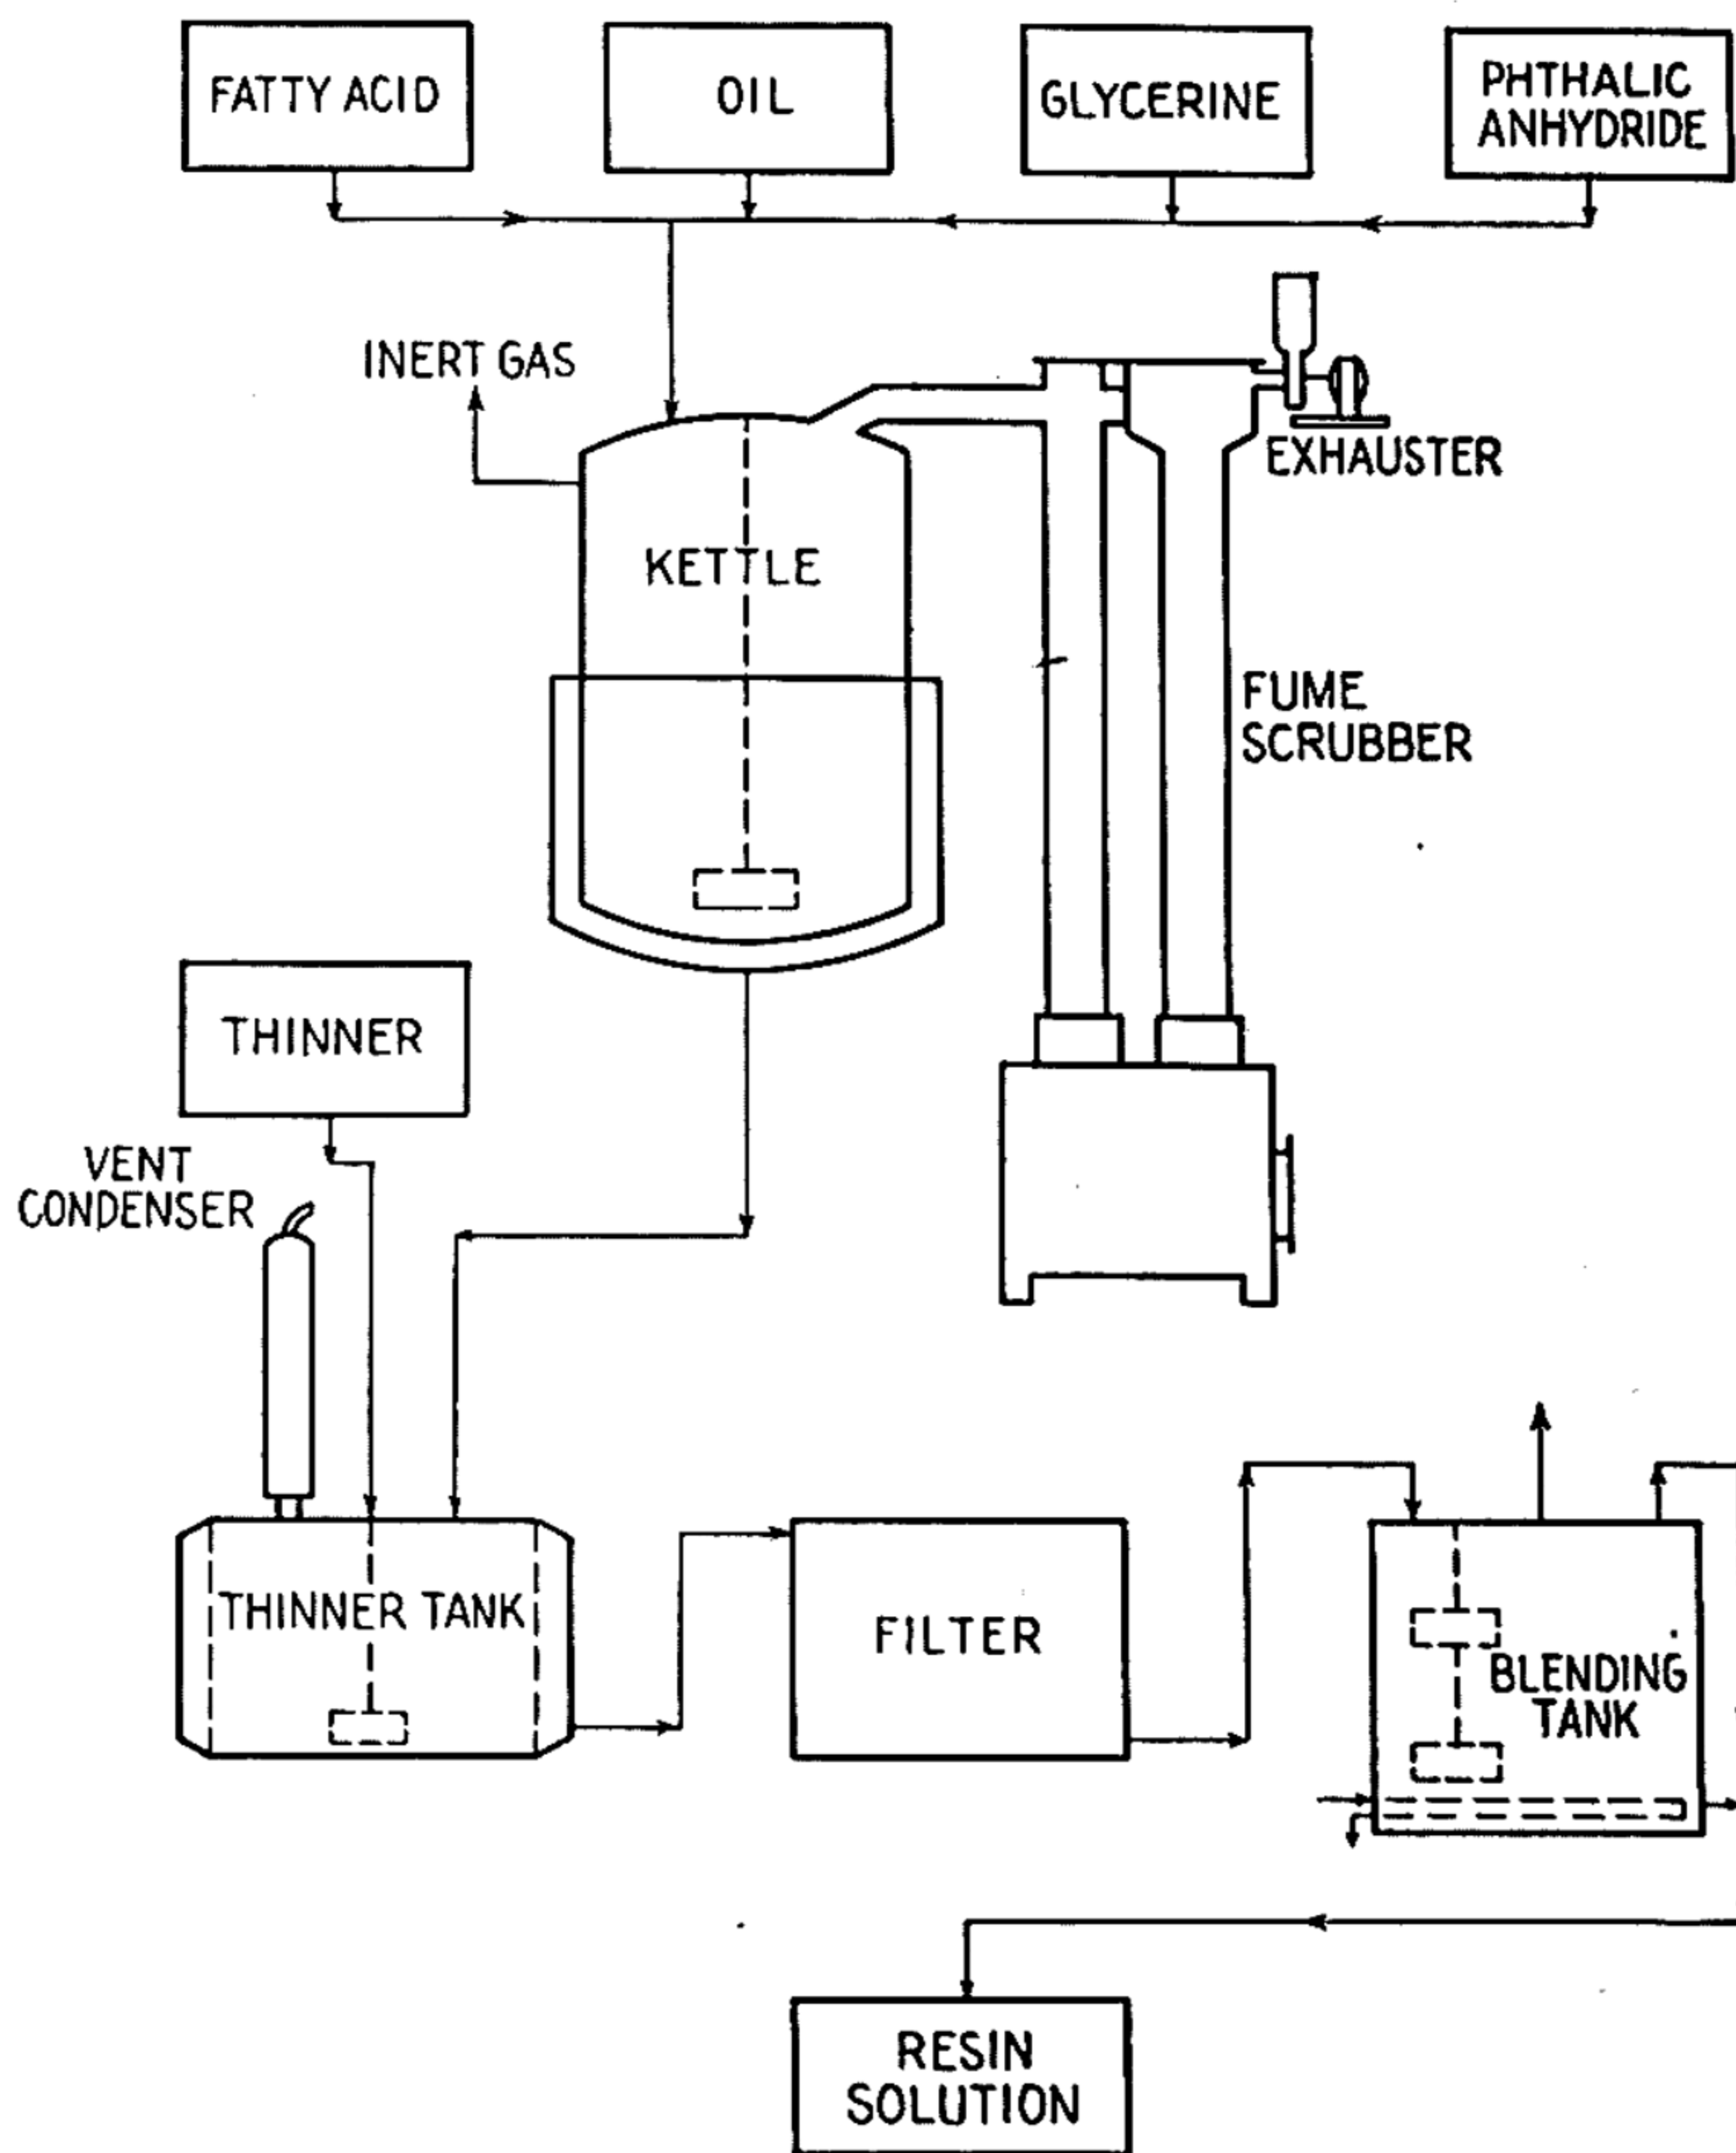 FATTY ACID
OIL
GLYCERINE
PHTHALIC
ANHYDRIDE
INERT GAS
EXHAUSTER
KETTLE
FUME
SCRUBBER
THINNER
VENT
CONDENSER
THINNER TANK
FILTER
BLENDING
TANK
RESIN
SOLUTION